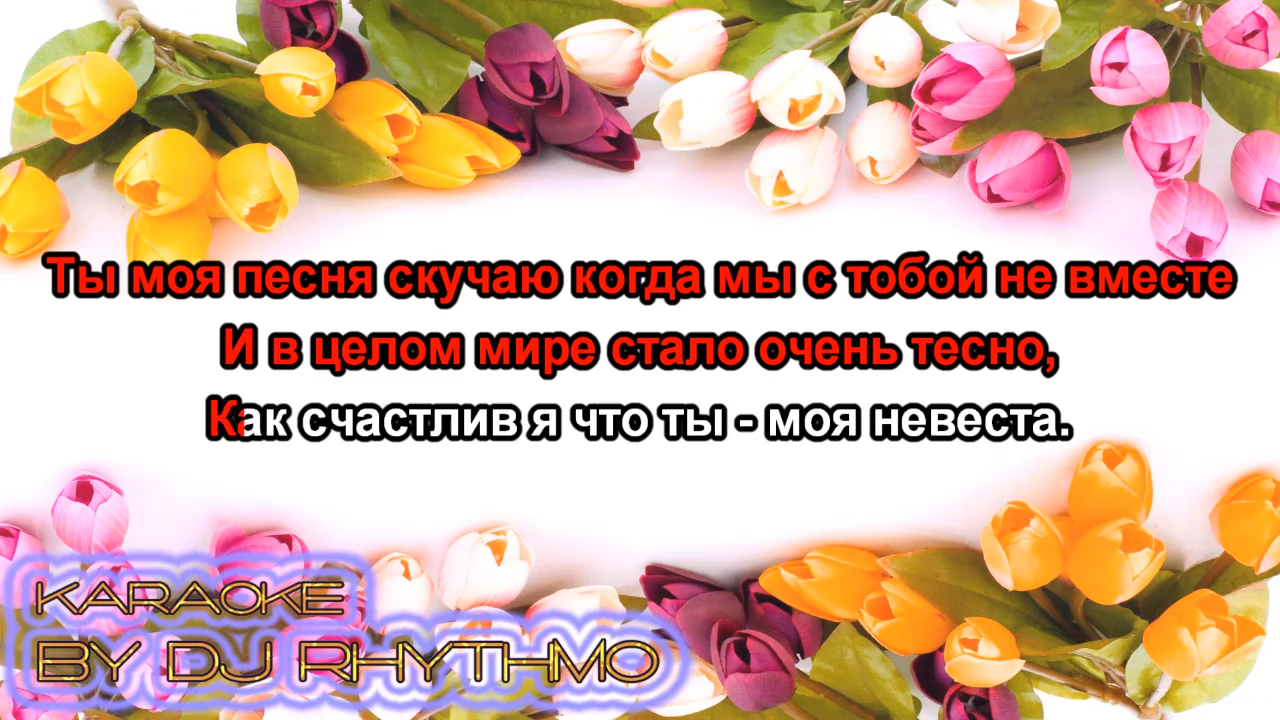 Ты моя песня скучаю когда мы с тобой не вместе
И в целом мире стало очень тесно,
Как счастлив я что ты - моя невеста.
KARAOKE
BY DJ RHYTHMO